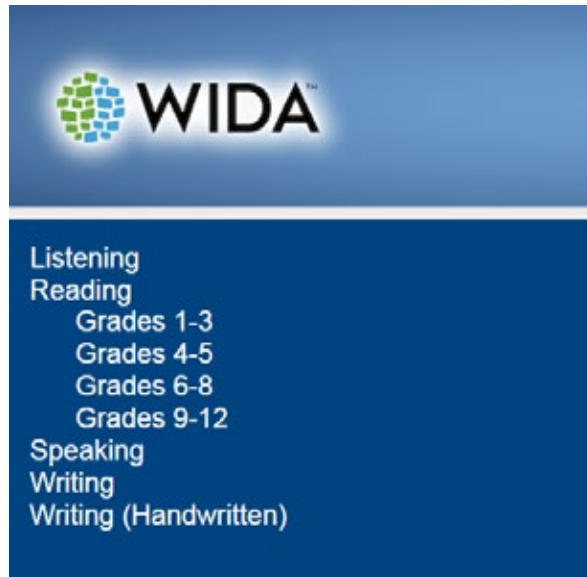 WIDA™
Listening
Reading
Grades 1-3
Grades 4-5
Grades 6-8
Grades 9-12
Speaking
Writing
Writing (Handwritten)